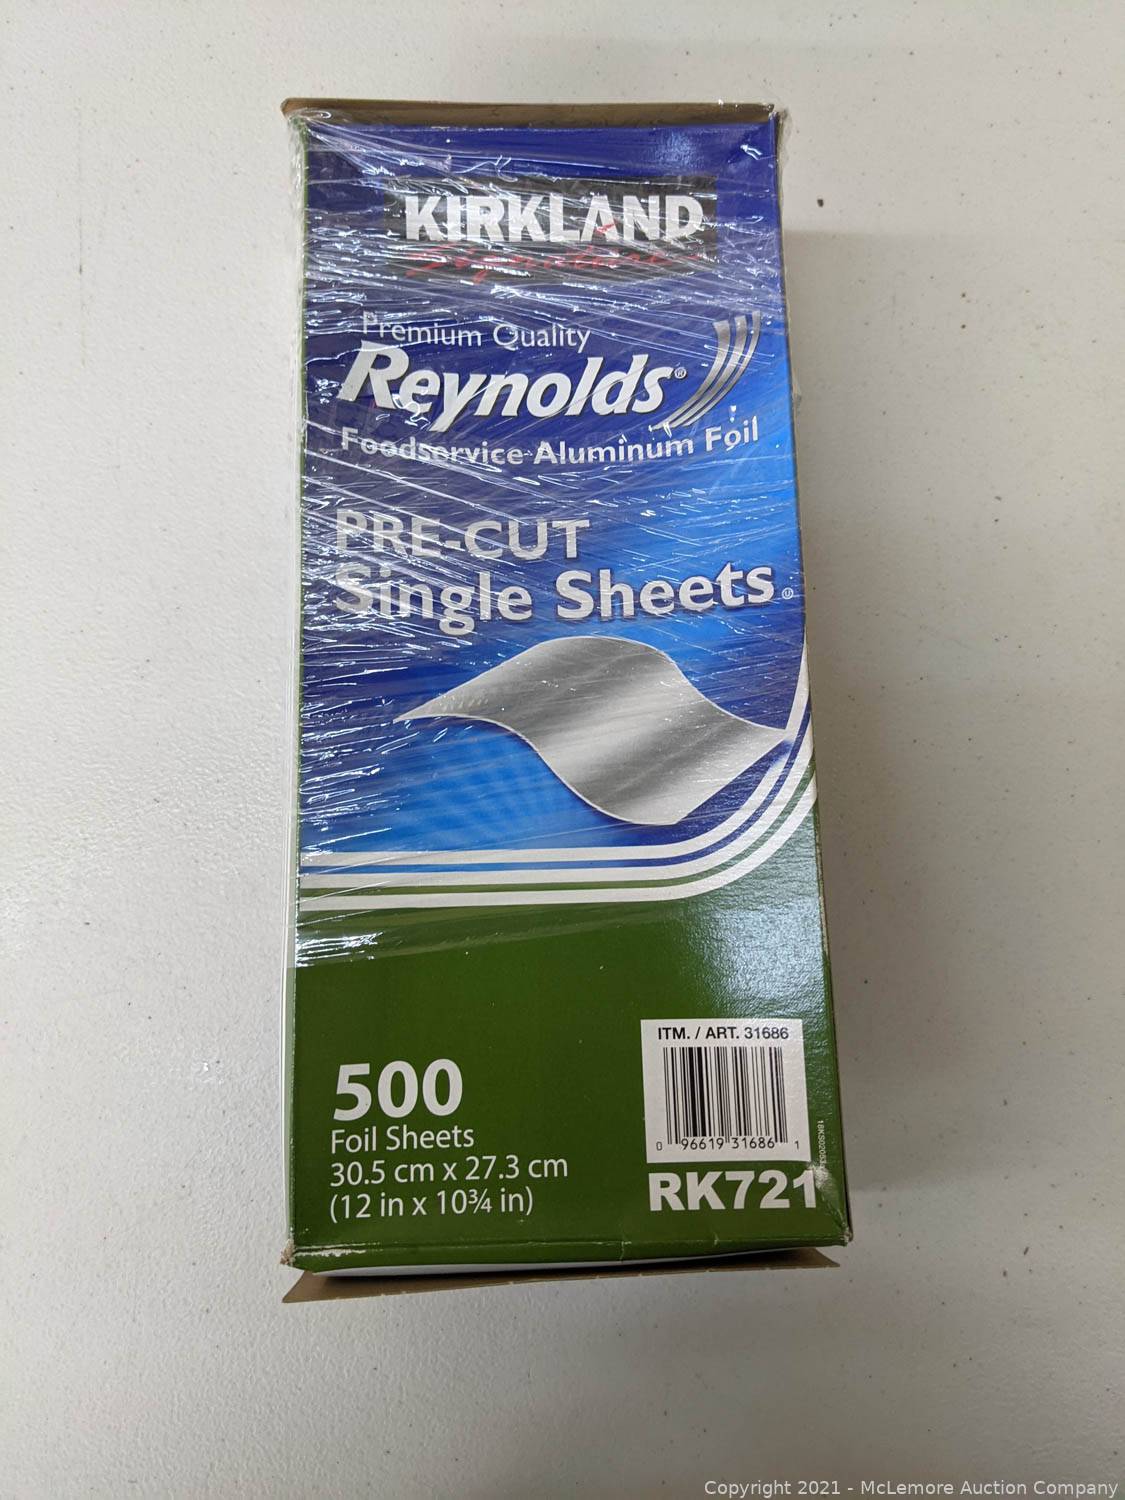 KIRKLAND
Signature
Premium Quality
Reynolds®
Foodservice Aluminum Foil
PRE-CUT
Single Sheets
500
Foil Sheets
30.5 cm x 27.3 cm
(12 in x 10¾ in)
ITM. / ART. 31686
0 96619 31686 1
RK721
Copyright 2021 - McLemore Auction Company